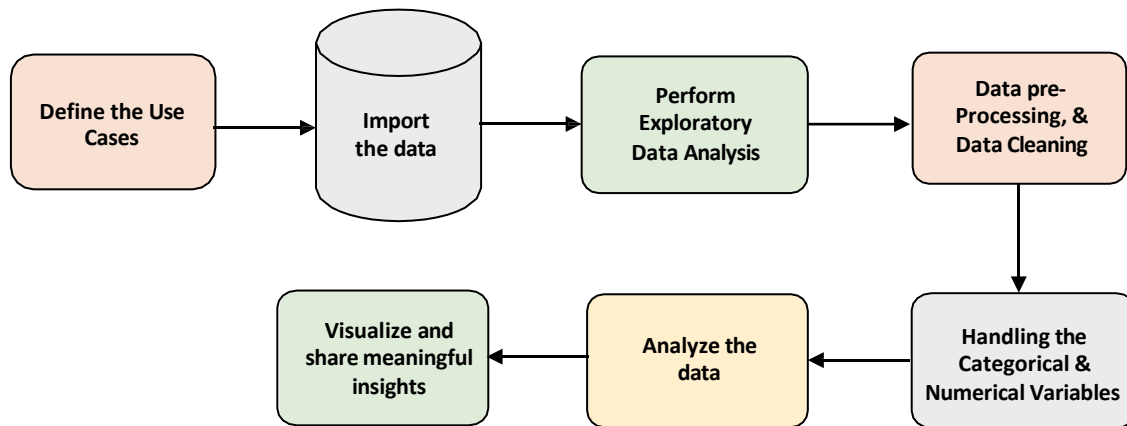 Define the Use
Cases
Import
the data
Perform
Exploratory
Data Analysis
Data pre-
Processing, &
Data Cleaning
Handling the
Categorical &
Numerical Variables
Analyze the
data
Visualize and
share meaningful
insights